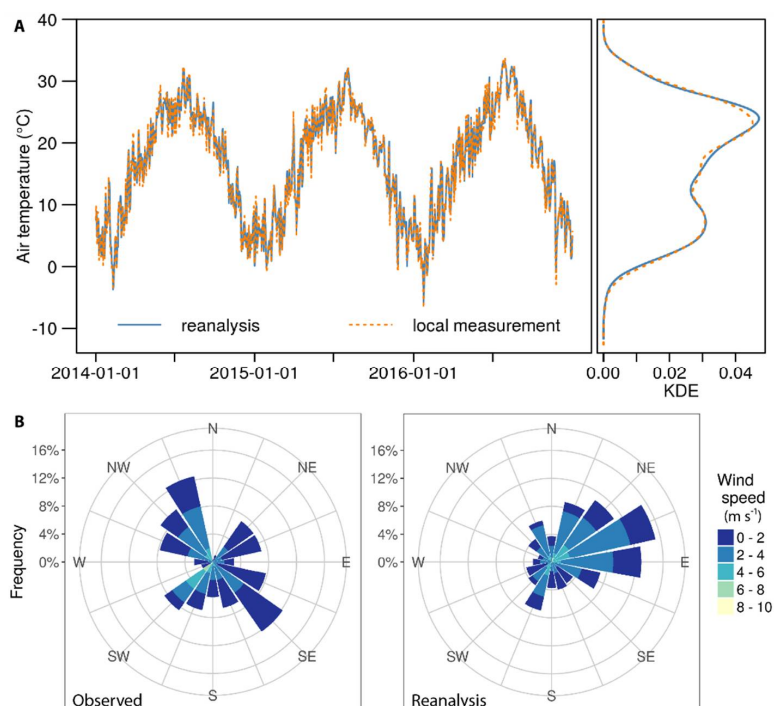 A
40
30
20
10
0
-10
Air temperature (°C)
reanalysis
local measurement
2014-01-01
2015-01-01
2016-01-01
0.00
0.02
0.04
KDE
B
Frequency
16%
12%
8%
4%
0%
N
NE
E
SE
S
SW
W
NW
Observed
16%
12%
8%
4%
0%
N
NE
E
SE
S
SW
W
NW
Reanalysis
Wind
speed
(m s⁻¹)
0 - 2
2 - 4
4 - 6
6 - 8
8 - 10